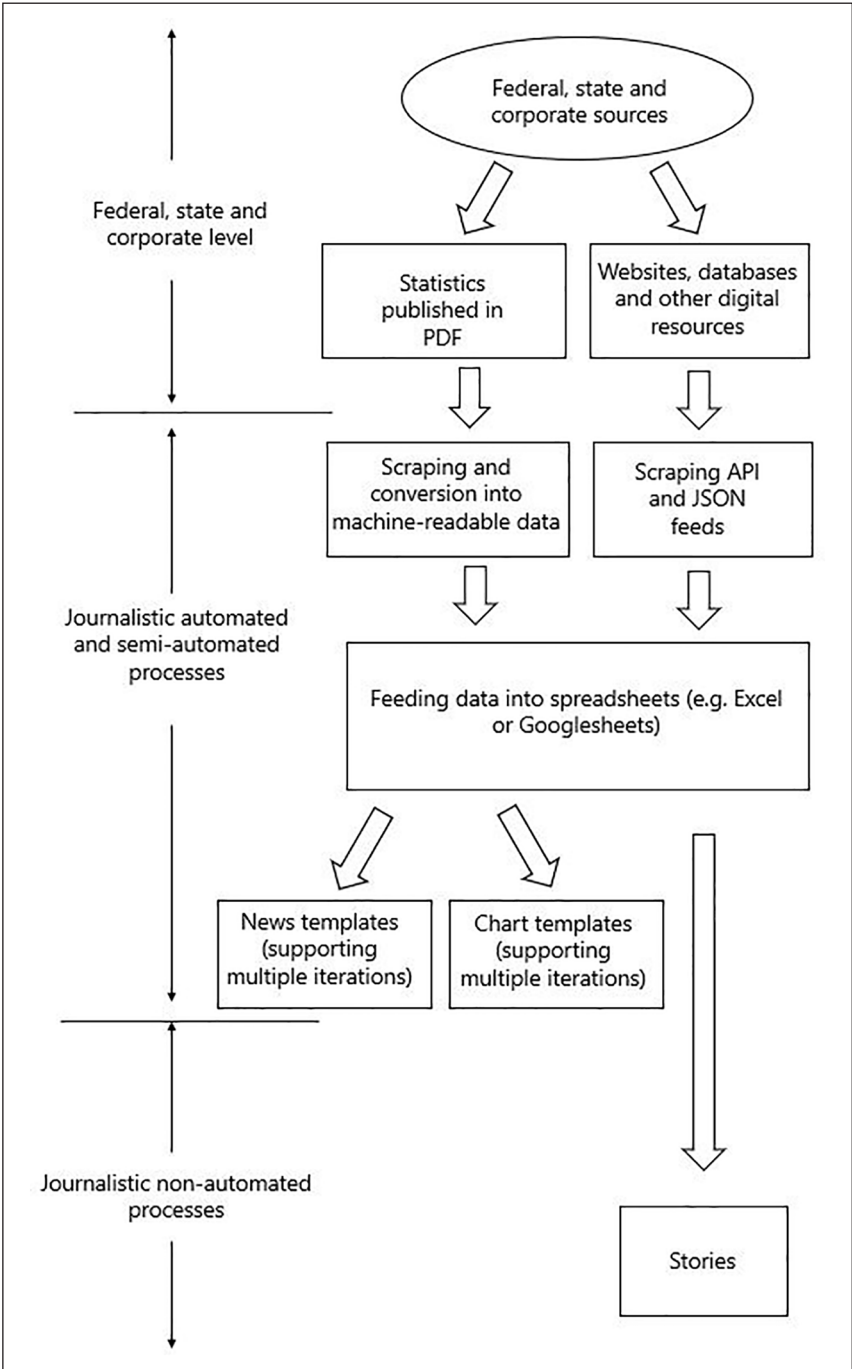 Federal, state and
corporate sources
Federal, state and
corporate level
Statistics
published in
PDF
Websites, databases
and other digital
resources
Scraping and
conversion into
machine-readable data
Scraping API
and JSON
feeds
Journalistic automated
and semi-automated
processes
Feeding data into spreadsheets (e.g. Excel
or Googlesheets)
News templates
(supporting
multiple iterations)
Chart templates
(supporting
multiple iterations)
Journalistic non-automated
processes
Stories